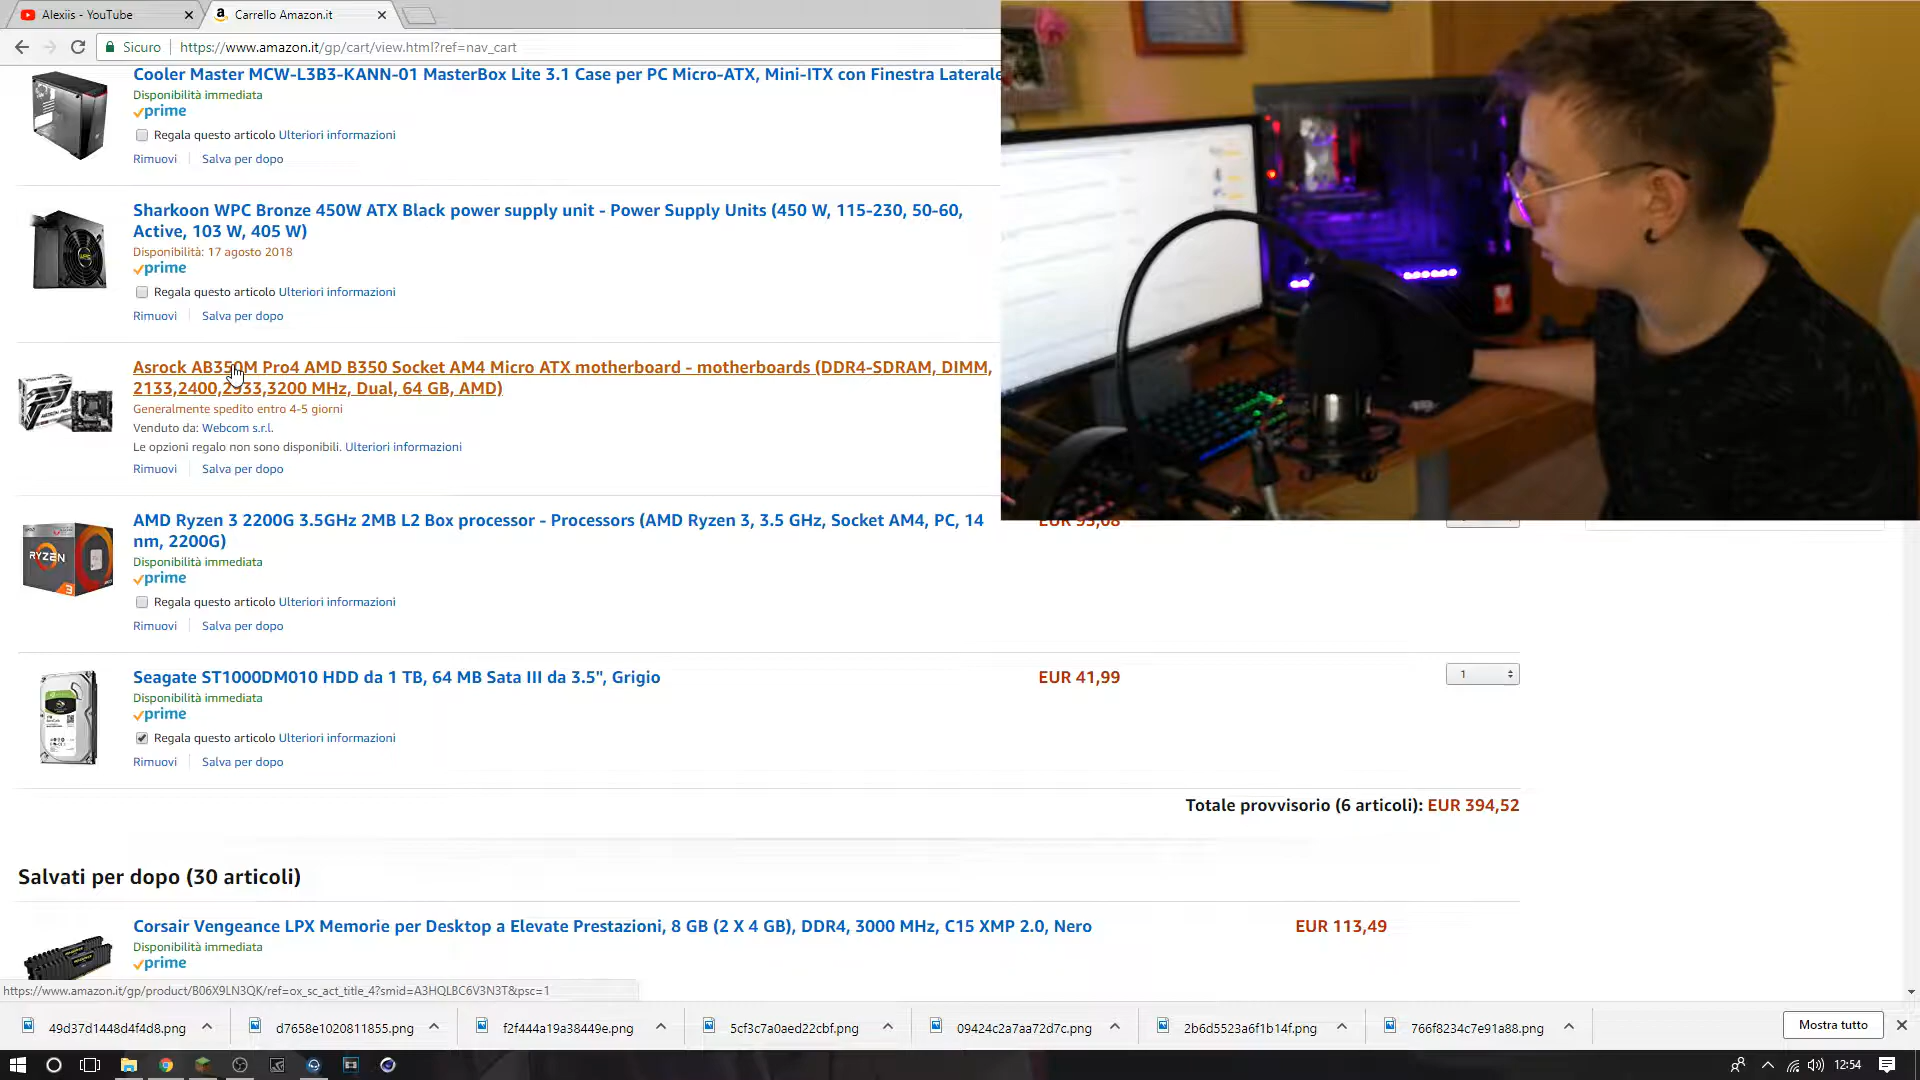 Alexiis - YouTube
Carrello Amazon.it
Sicuro
https://www.amazon.it/gp/cart/view.html?ref=nav_cart
Cooler Master MCW-L3B3-KANN-01 MasterBox Lite 3.1 Case per PC Micro-ATX, Mini-ITX con Finestra Laterale
Disponibilità immediata
prime
Regala questo articolo Ulteriori informazioni
Rimuovi
Salva per dopo
Sharkoon WPC Bronze 450W ATX Black power supply unit - Power Supply Units (450 W, 115-230, 50-60,
Active, 103 W, 405 W)
Disponibilità: 17 agosto 2018
prime
Regala questo articolo Ulteriori informazioni
Rimuovi
Salva per dopo
Asrock AB350M Pro4 AMD B350 Socket AM4 Micro ATX motherboard - motherboards (DDR4-SDRAM, DIMM,
2133,2400,2933,3200 MHz, Dual, 64 GB, AMD)
Generalmente spedito entro 4-5 giorni
Venduto da: Webcom s.r.l.
Le opzioni regalo non sono disponibili. Ulteriori informazioni
Rimuovi
Salva per dopo
AMD Ryzen 3 2200G 3.5GHz 2MB L2 Box processor - Processors (AMD Ryzen 3, 3.5 GHz, Socket AM4, PC, 14
nm, 2200G)
RYZEN
3
Disponibilità immediata
prime
Regala questo articolo Ulteriori informazioni
Rimuovi
Salva per dopo
Seagate ST1000DM010 HDD da 1 TB, 64 MB Sata III da 3.5", Grigio
EUR 41,99
1
Disponibilità immediata
prime
Regala questo articolo Ulteriori informazioni
Rimuovi
Salva per dopo
Totale provvisorio (6 articoli): EUR 394,52
Salvati per dopo (30 articoli)
Corsair Vengeance LPX Memorie per Desktop a Elevate Prestazioni, 8 GB (2 X 4 GB), DDR4, 3000 MHz, C15 XMP 2.0, Nero
EUR 113,49
Disponibilità immediata
prime
https://www.amazon.it/gp/product/B06X9LN3QK/ref=ox_sc_act_title_4?smid=A3HQLBC6V3N3T&psc=1
49d37d1448d4f4d8.png
d7658e1020811855.png
f2f444a19a38449e.png
5cf3c7a0aed22cbf.png
09424c2a7aa72d7c.png
2b6d5523a6f1b14f.png
766f8234c7e91a88.png
Mostra tutto
12:54